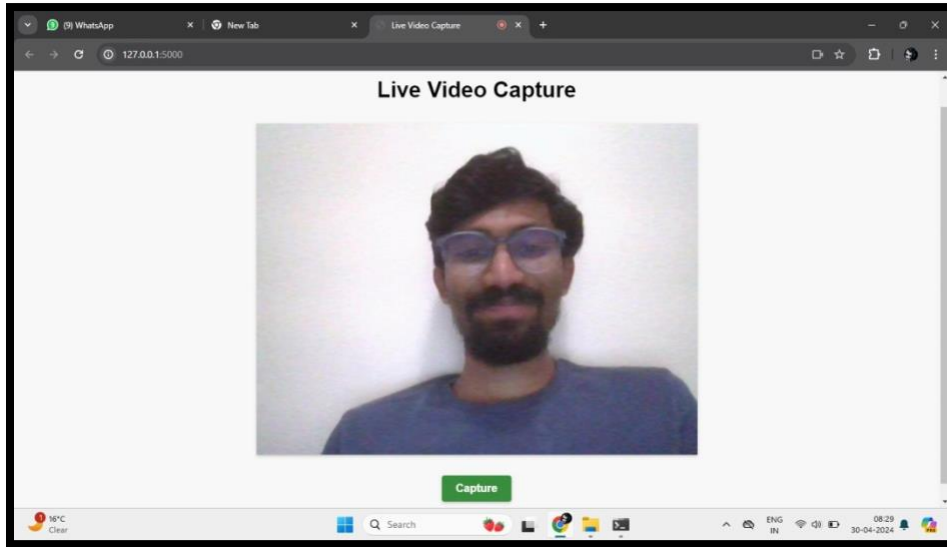 (9) WhatsApp
New Tab
Live Video Capture
127.0.0.1:5000
Live Video Capture
Capture
16°C
Clear
Search
ENG
IN
08:29
30-04-2024